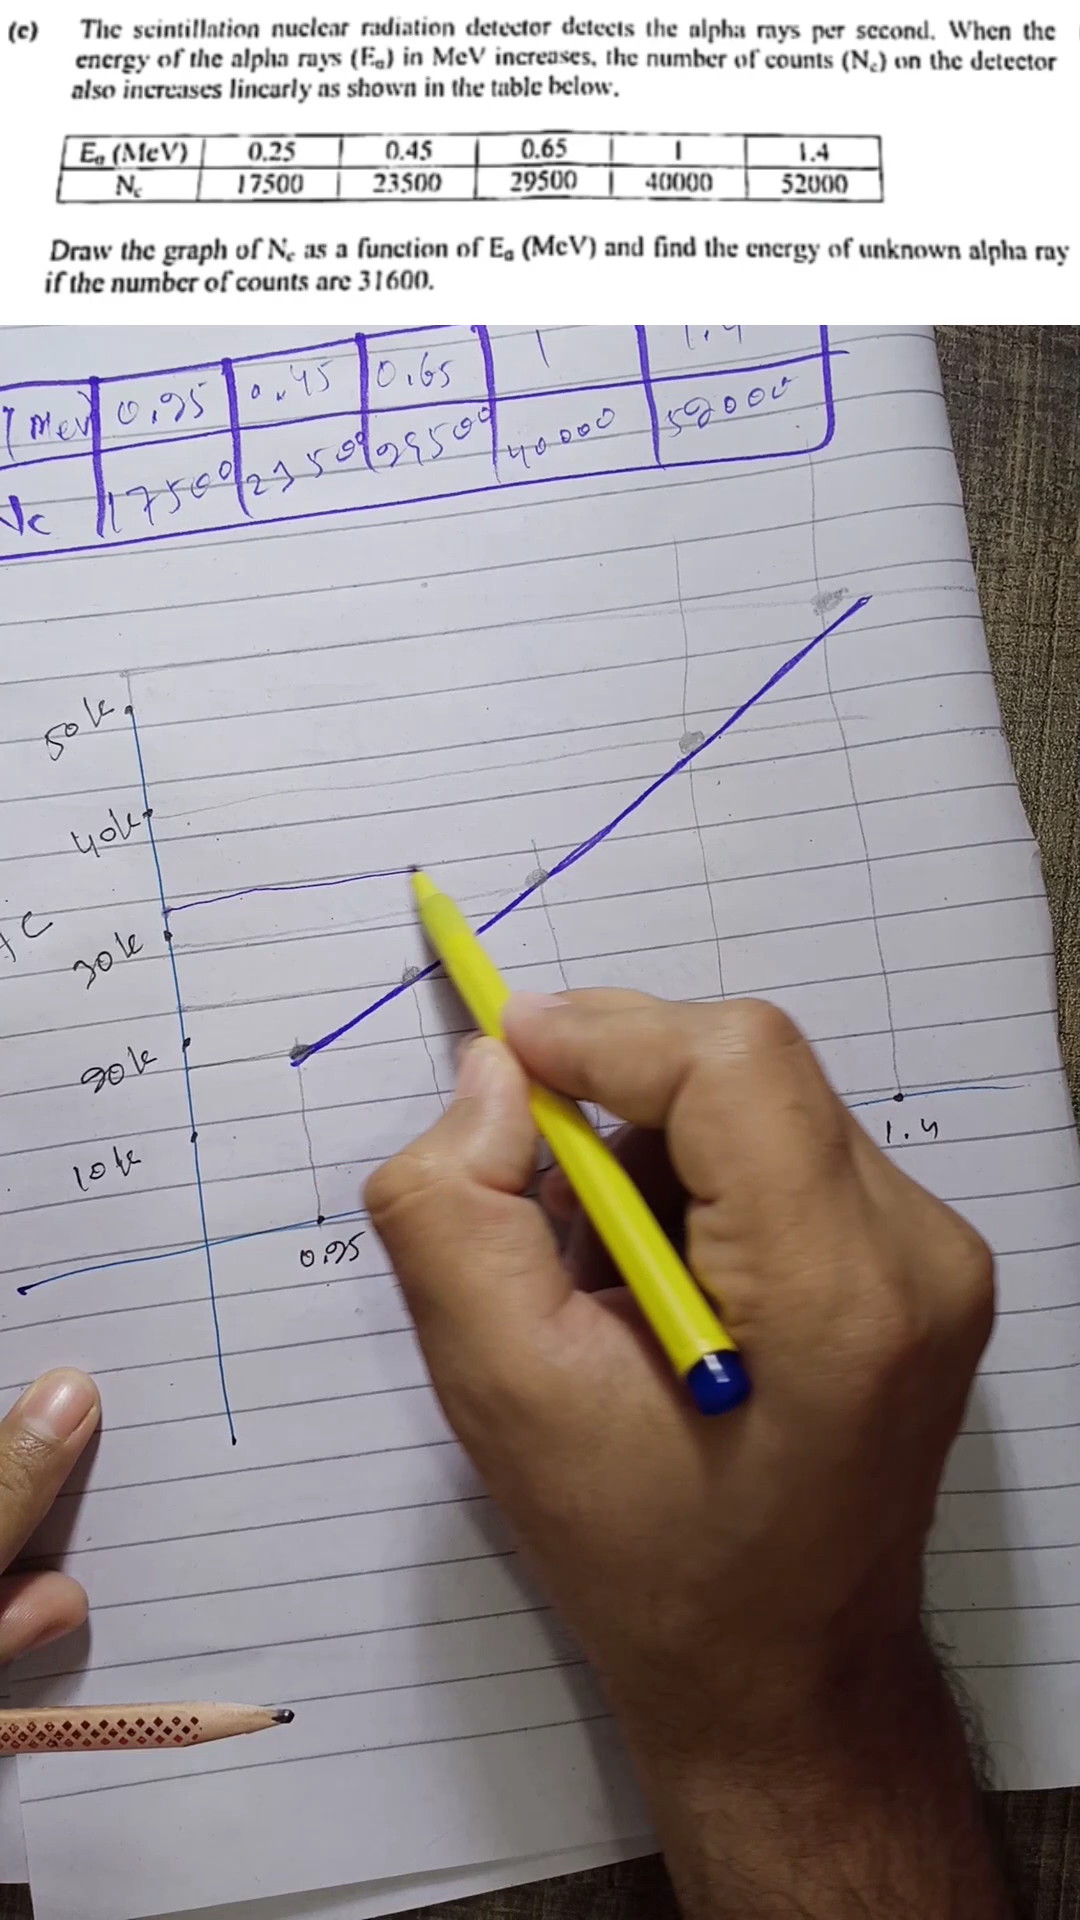 (c) The scintillation nuclear radiation detector detects the alpha rays per second. When the
energy of the alpha rays (Eα) in MeV increases, the number of counts (Nc) on the detector
also increases linearly as shown in the table below.
Eα (MeV) 0.25 0.45 0.65 1 1.4
Nc 17500 23500 29500 40000 52000
Draw the graph of Nc as a function of Eα (MeV) and find the energy of unknown alpha ray
if the number of counts are 31600.
MeV 0.25 0.45 0.65 1 1.4
Nc 17500 23500 29500 40000 52000
50k
40k
30k
20k
10k
1.4
0.25